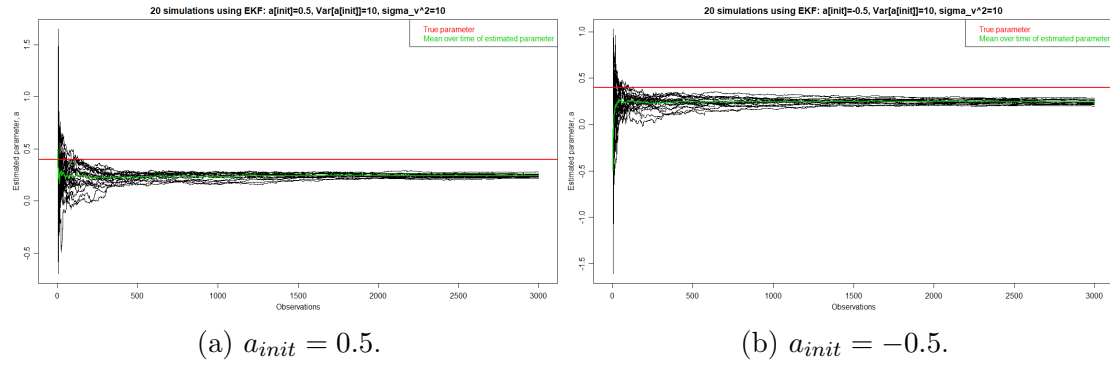 20 simulations using EKF: a[init]=0.5, Var[a[init]]=10, sigma_v^2=10
True parameter
Mean over time of estimated parameter
Estimated parameter, a
1.5
1.0
0.5
0.0
-0.5
0 500 1000 1500 2000 2500 3000
Observations
(a) a_{init} = 0.5.
20 simulations using EKF: a[init]=-0.5, Var[a[init]]=10, sigma_v^2=10
True parameter
Mean over time of estimated parameter
Estimated parameter, a
1.0
0.5
0.0
-0.5
-1.0
-1.5
0 500 1000 1500 2000 2500 3000
Observations
(b) a_{init} = −0.5.